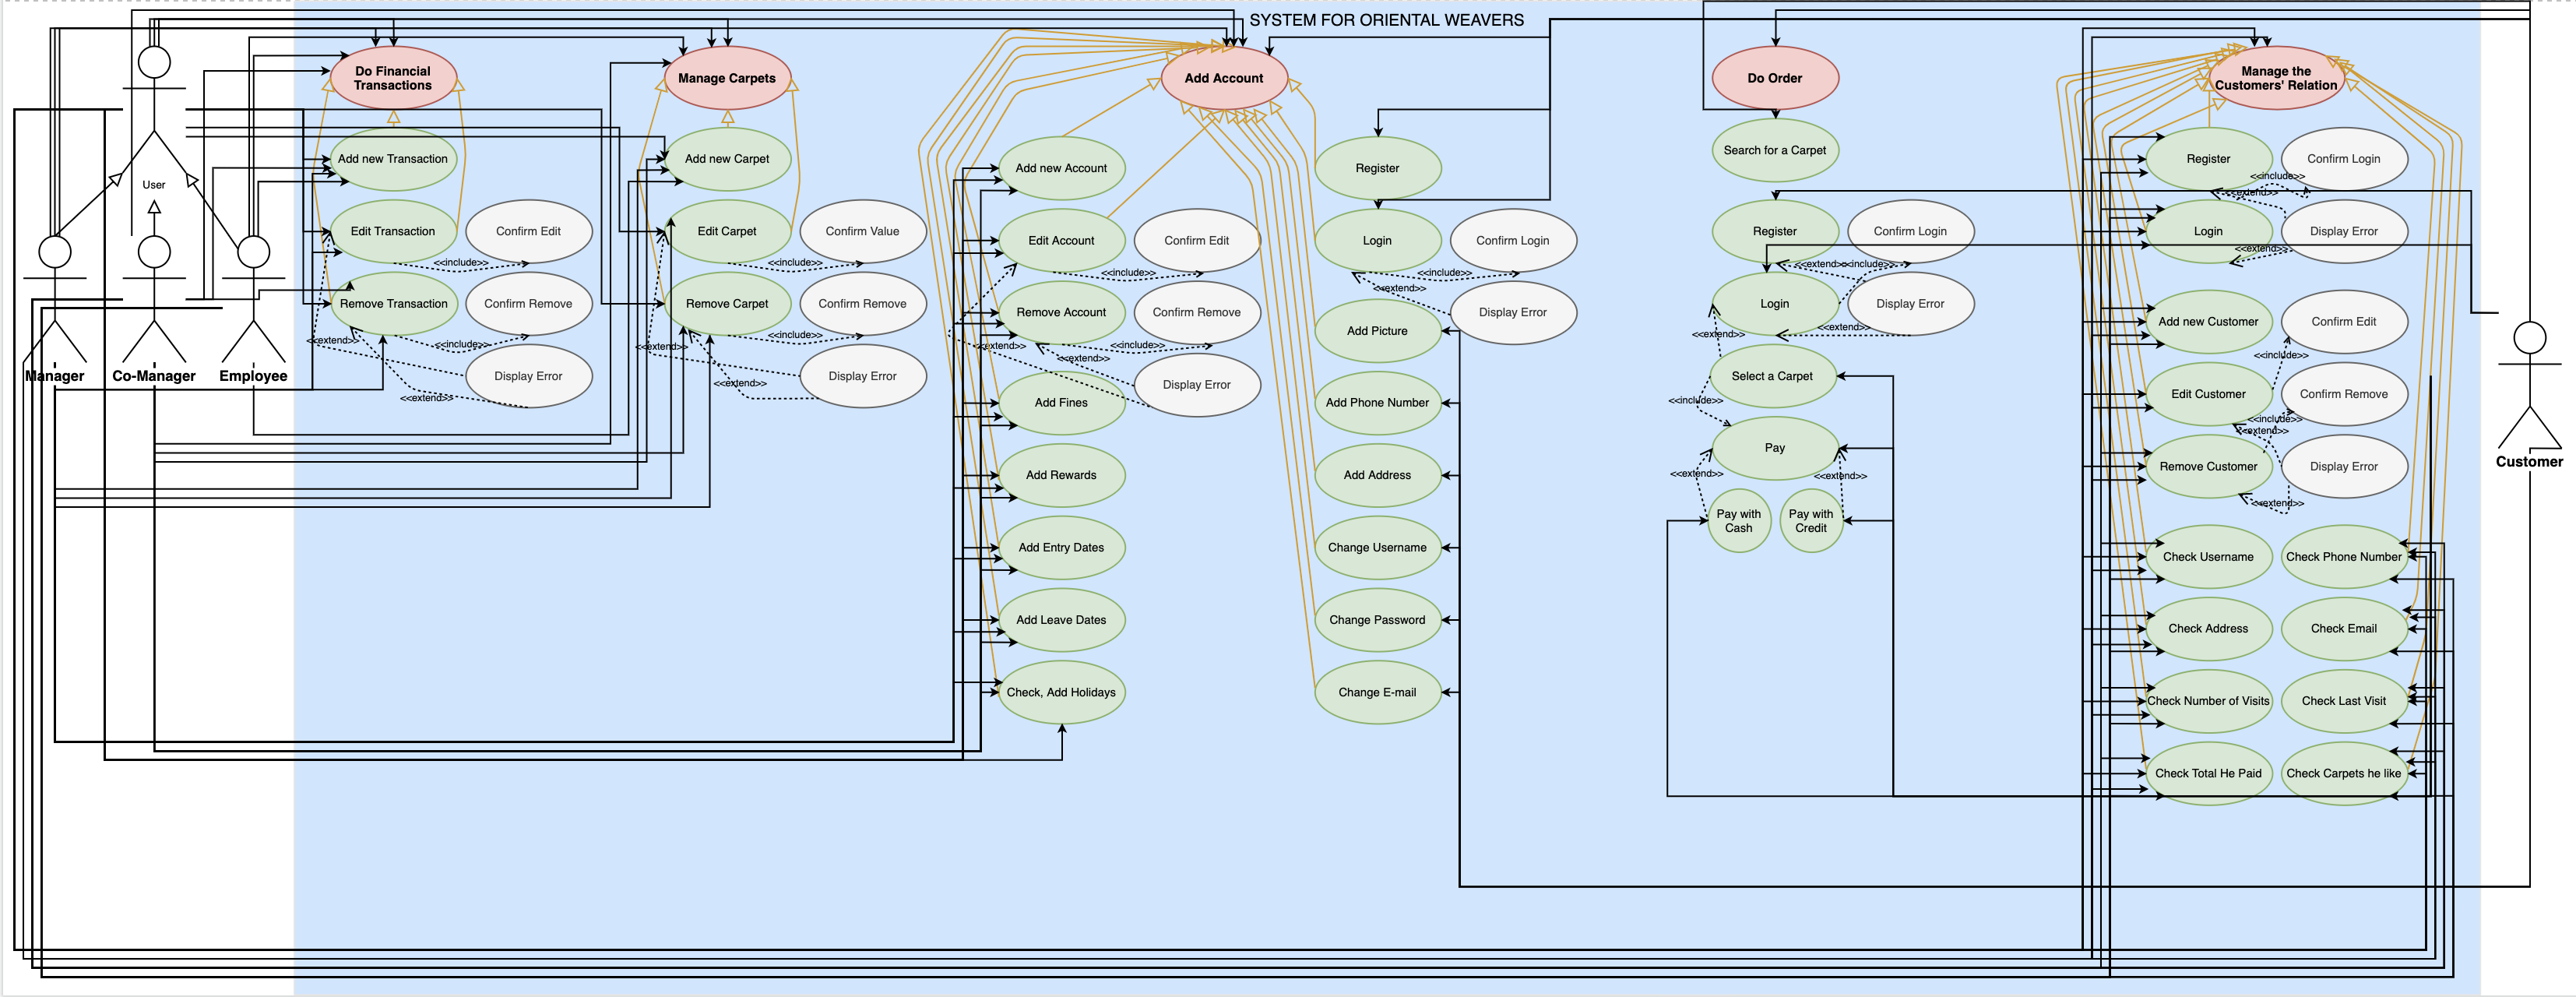 SYSTEM FOR ORIENTAL WEAVERS
User
Manager
Co-Manager
Employee
Do Financial
Transactions
Add new Transaction
Edit Transaction
Confirm Edit
<<include>>
Remove Transaction
Confirm Remove
<<extend>>
<<include>>
Display Error
<<extend>>
Manage Carpets
Add new Carpet
Edit Carpet
Confirm Value
<<include>>
Remove Carpet
Confirm Remove
<<extend>>
<<include>>
Display Error
<<extend>>
Add Account
Add new Account
Edit Account
Confirm Edit
<<include>>
Remove Account
Confirm Remove
<<extend>>
<<include>>
<<extend>>
Display Error
Add Fines
Add Rewards
Add Entry Dates
Add Leave Dates
Check, Add Holidays
Register
Login
Confirm Login
<<include>>
<<extend>>
Display Error
Add Picture
Add Phone Number
Add Address
Change Username
Change Password
Change E-mail
Do Order
Search for a Carpet
Register
Confirm Login
<<extend>>
<<include>>
Login
Display Error
<<extend>>
<<extend>>
Select a Carpet
<<include>>
Pay
<<extend>>
<<extend>>
Pay with
Cash
Pay with
Credit
Manage the
Customers' Relation
Register
Confirm Login
<<include>>
<<extend>>
Login
Display Error
<<extend>>
Add new Customer
Confirm Edit
<<include>>
Edit Customer
Confirm Remove
<<include>>
<<extend>>
Remove Customer
Display Error
<<extend>>
Check Username
Check Phone Number
Check Address
Check Email
Check Number of Visits
Check Last Visit
Check Total He Paid
Check Carpets he like
Customer